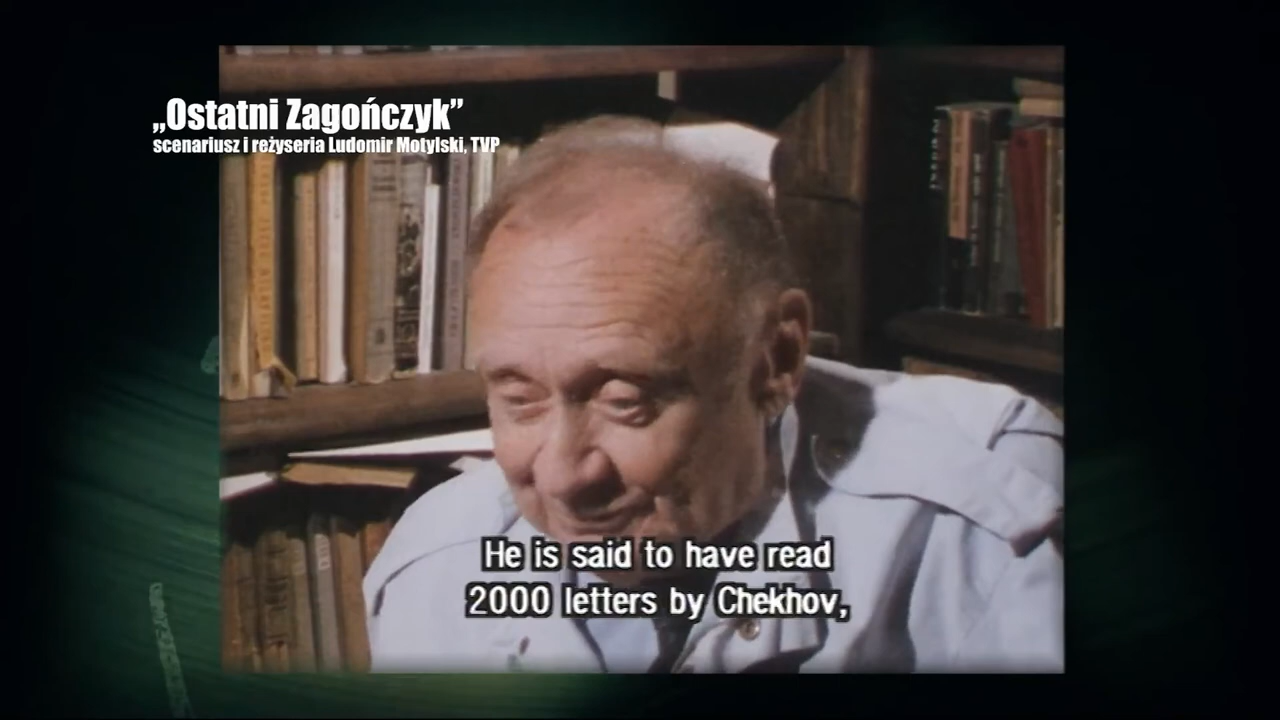 „Ostatni Zagończyk”
scenariusz i reżyseria Ludomir Motylski, TVP
He is said to have read
2000 letters by Chekhov,